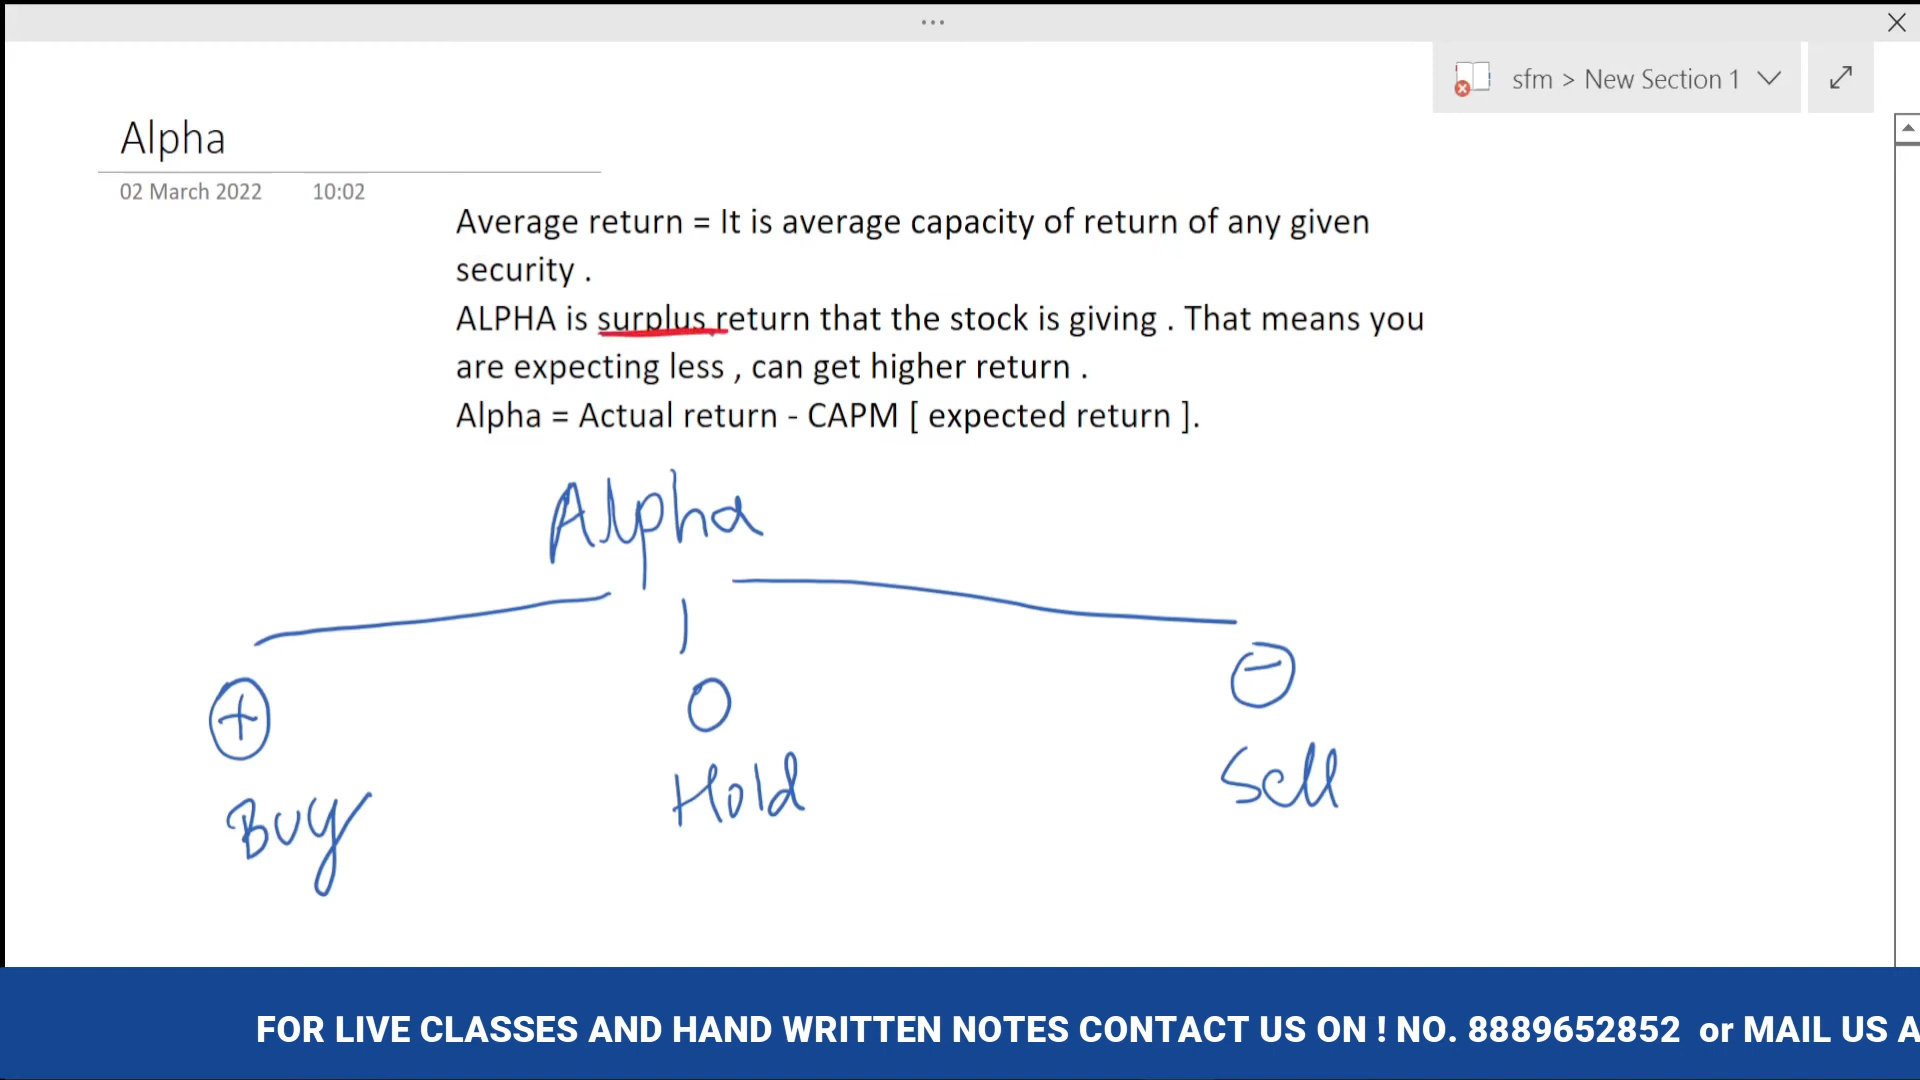 ...
sfm > New Section 1
Alpha
02 March 2022 10:02
Average return = It is average capacity of return of any given
security .
ALPHA is surplus return that the stock is giving . That means you
are expecting less , can get higher return .
Alpha = Actual return - CAPM [ expected return ].
Alpha
+ 0 −
Buy Hold Sell
FOR LIVE CLASSES AND HAND WRITTEN NOTES CONTACT US ON ! NO. 8889652852 or MAIL US A